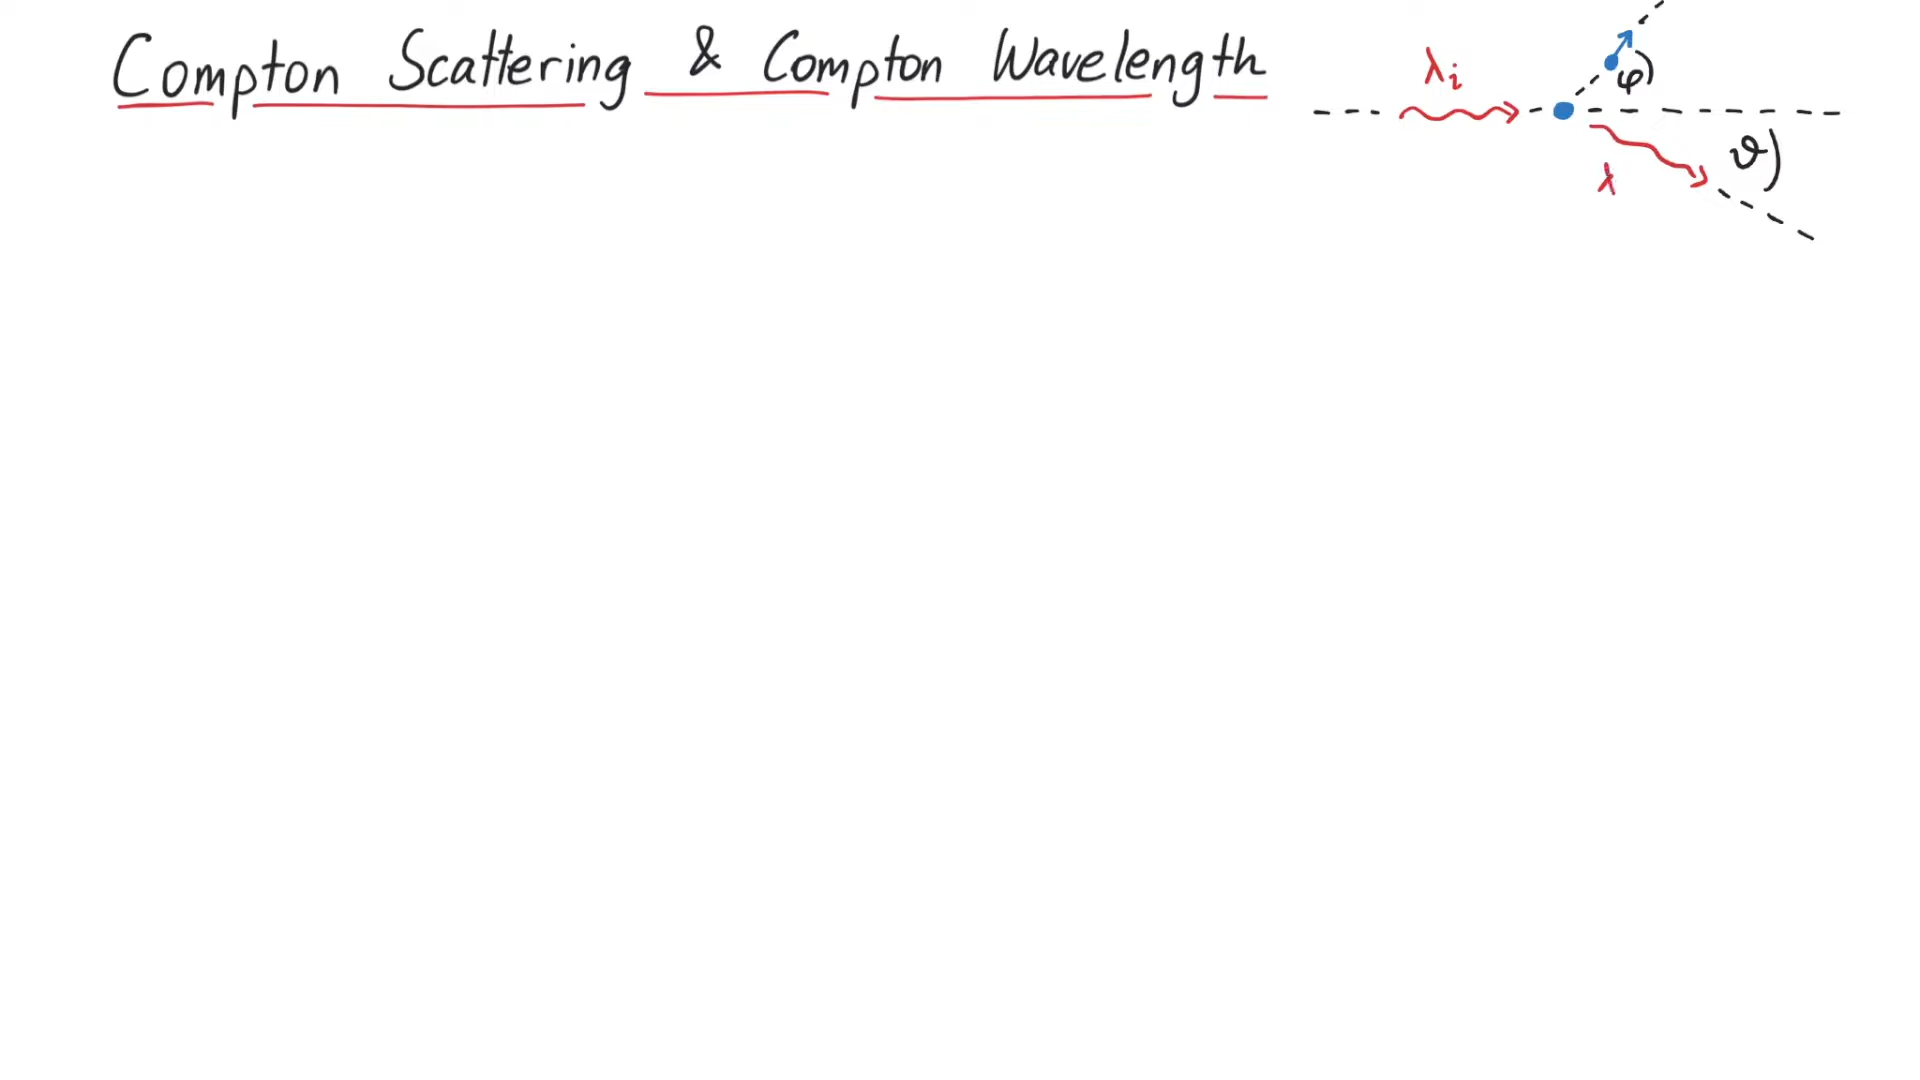 Compton Scattering & Compton Wavelength
λi
φ
ϑ
λ